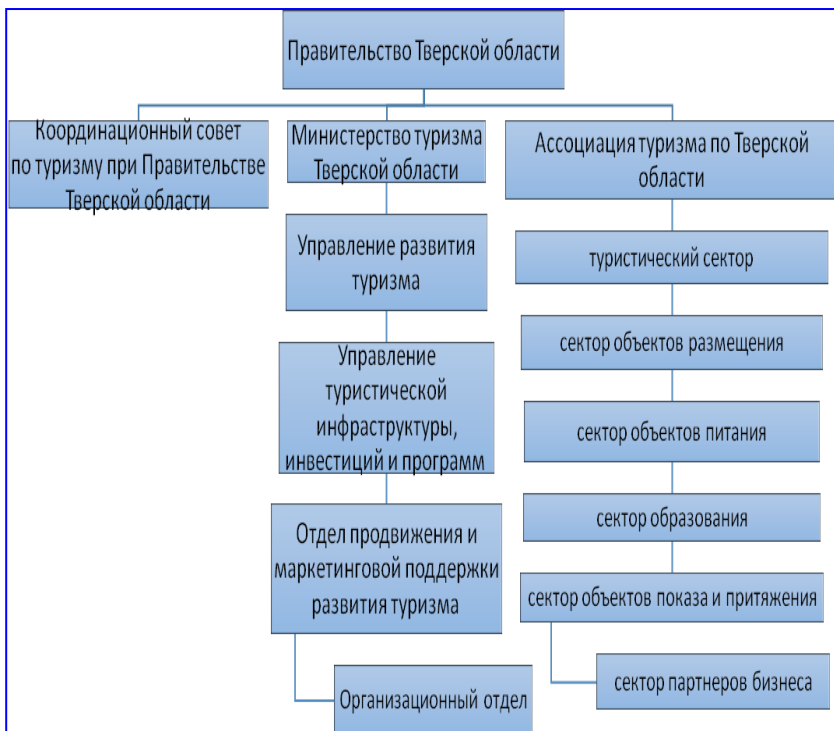 Правительство Тверской области
Координационный совет
по туризму при Правительстве
Тверской области
Министерство туризма
Тверской области
Ассоциация туризма по Тверской
области
Управление развития
туризма
Управление
туристической
инфраструктуры,
инвестиций и программ
Отдел продвижения и
маркетинговой поддержки
развития туризма
Организационный отдел
туристический сектор
сектор объектов размещения
сектор объектов питания
сектор образования
сектор объектов показа и притяжения
сектор партнеров бизнеса